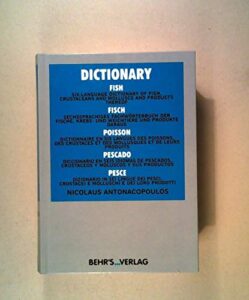 DICTIONARY
FISH
SIX-LANGUAGE DICTIONARY OF FISH,
CRUSTACEANS AND MOLLUSCS AND PRODUCTS
THEREOF
FISCH
SECHSSPRACHIGES FACHWÖRTERBUCH DER
FISCHE, KREBS- UND WEICHTIERE UND PRODUKTE
DARAUS
POISSON
DICTIONNAIRE EN SIX LANGUES DES POISSONS,
DES CRUSTACES ET DES MOLLUSQUES ET DE LEURS
PRODUITS
PESCADO
DICCIONARIO EN SEIS IDIOMAS DE PESCADOS,
CRUSTACEOS Y MOLUSCOS Y SUS PRODUCTOS
PESCE
DIZIONARIO IN SEI LINGUE DEI PESCI,
CROSTACEI E MOLLUSCHI E DEI LORO PRODOTTI
NICOLAUS ANTONACOPOULOS
BEHR'S...VERLAG